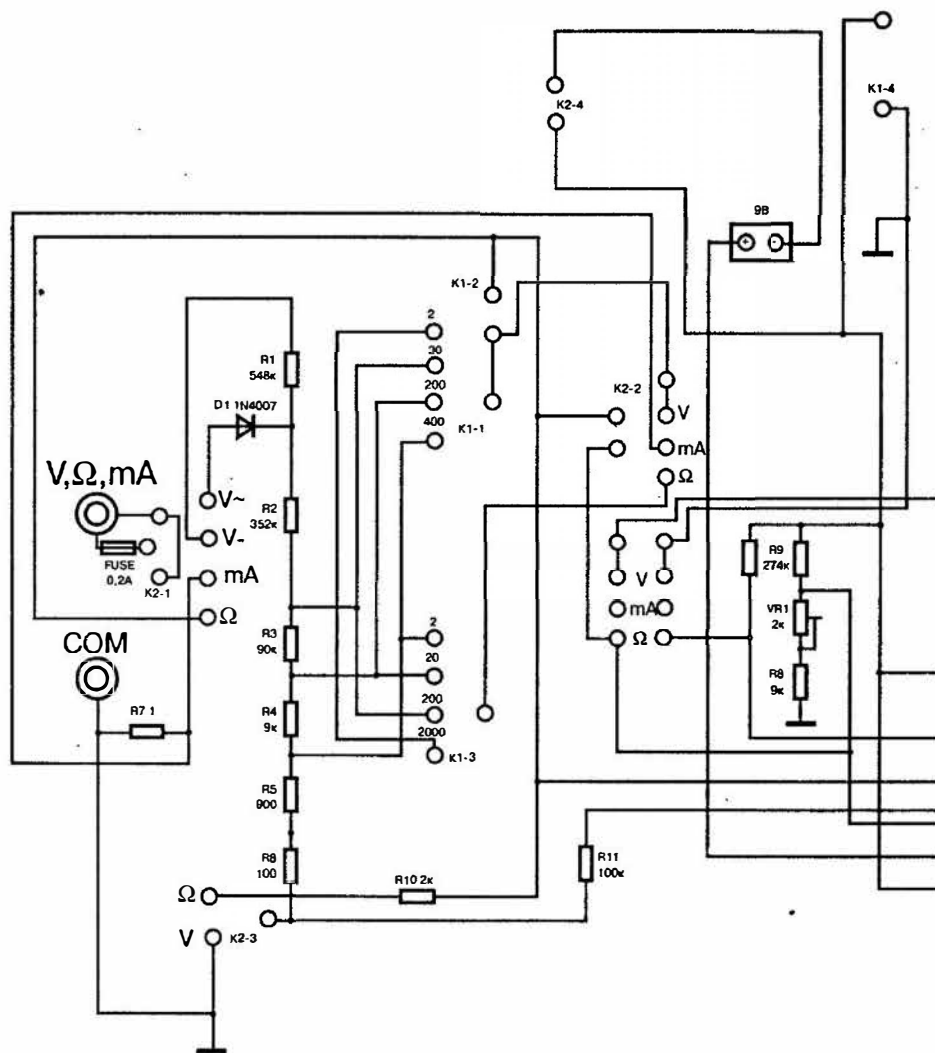 K2-4
K1-4
9В
K1-2
2
30
200
400
K1-1
R1
548к
D1 1N4007
K2-2
V
mA
Ω
V,Ω,mA
FUSE
0,2A
K2-1
V~
V-
mA
Ω
R2
352к
COM
R7 1
R3
90к
R4
9к
R5
900
R8
100
2
20
200
2000
K1-3
V
mA
Ω
R9
274к
VR1
2к
R8
9к
R10 2к
R11
100к
Ω
V
K2-3